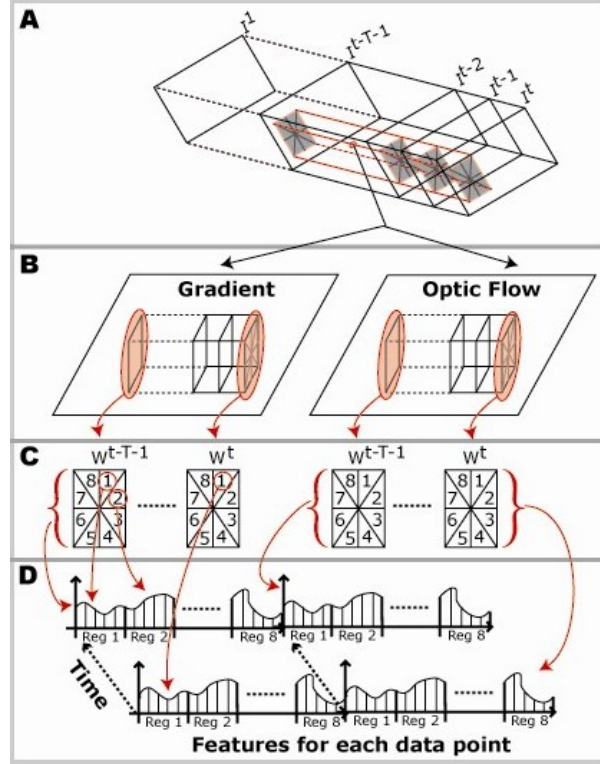 A
I^1
I^t-T-1
I^t-2
I^t-1
I^t
B
Gradient
Optic Flow
C
W^t-T-1
W^t
W^t-T-1
W^t
8 1
7 2
6 3
5 4
8 1
7 2
6 3
5 4
8 1
7 2
6 3
5 4
8 1
7 2
6 3
5 4
D
Reg 1 Reg 2 Reg 8 Reg 1 Reg 2 Reg 8
Time
Reg 1 Reg 2 Reg 8 Reg 1 Reg 2 Reg 8
Features for each data point